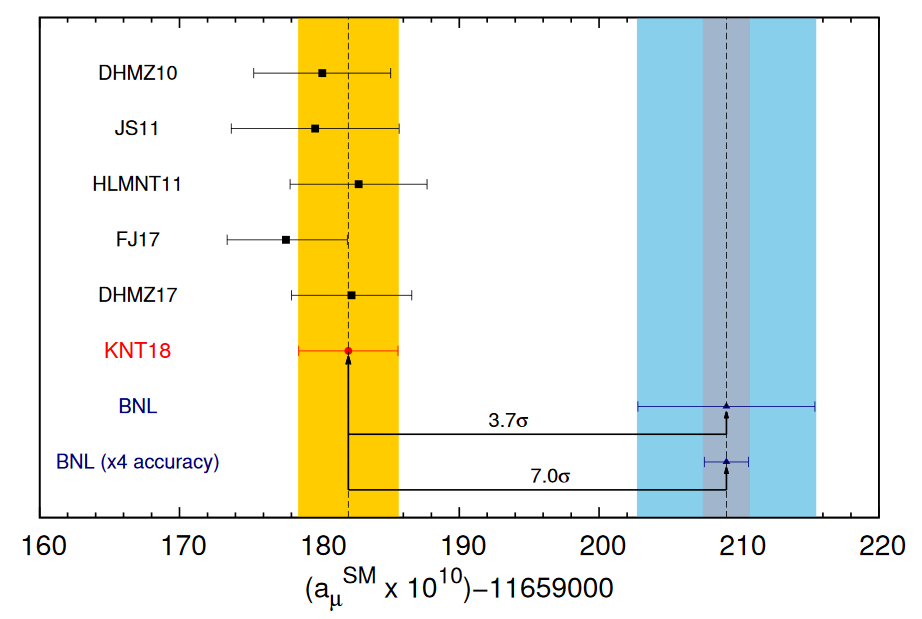 DHMZ10
JS11
HLMNT11
FJ17
DHMZ17
KNT18
BNL
3.7σ
BNL (x4 accuracy)
7.0σ
160 170 180 190 200 210 220
(aμSM x 1010)−11659000